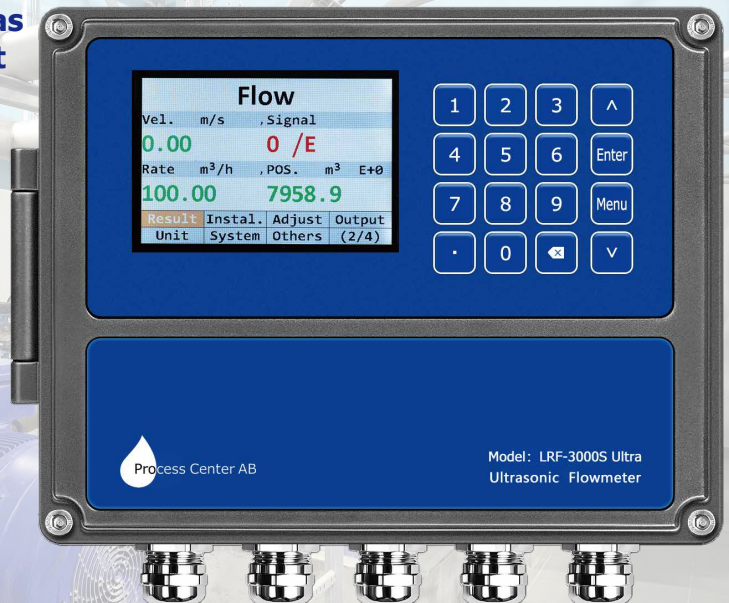 as
t
Flow
Vel. m/s ,Signal
0.00 0 /E
Rate m³/h ,POS. m³ E+0
100.00 7958.9
Result Instal. Adjust Output
Unit System Others (2/4)
1 2 3 ^
4 5 6 Enter
7 8 9 Menu
. 0 ⌫ v
Process Center AB
Model: LRF-3000S Ultra
Ultrasonic Flowmeter